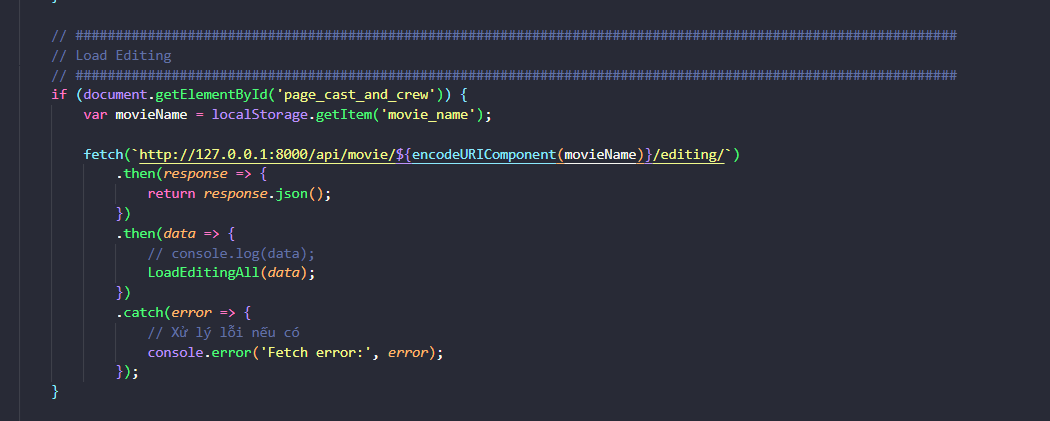 }
// ##############################################################################################################
// Load Editing
// ##############################################################################################################
if (document.getElementById('page_cast_and_crew')) {
var movieName = localStorage.getItem('movie_name');
fetch(`http://127.0.0.1:8000/api/movie/${encodeURIComponent(movieName)}/editing/`)
.then(response => {
return response.json();
})
.then(data => {
// console.log(data);
LoadEditingAll(data);
})
.catch(error => {
// Xử lý lỗi nếu có
console.error('Fetch error:', error);
});
}